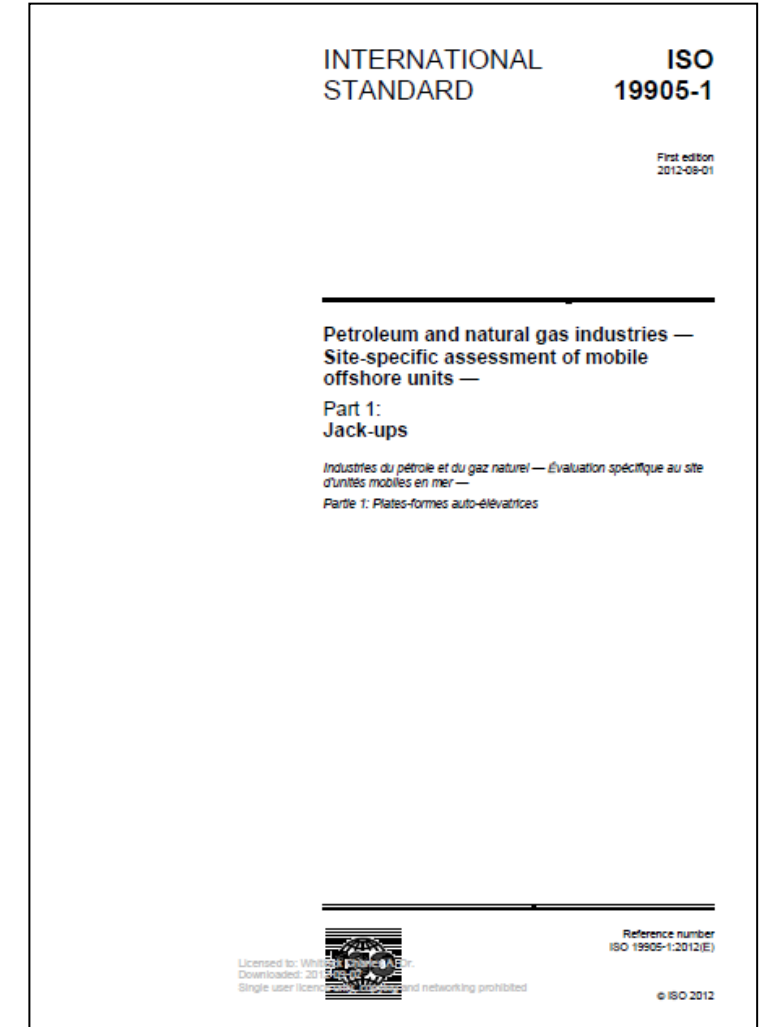 INTERNATIONAL
STANDARD
ISO
19905-1
First edition
2012-08-01
Petroleum and natural gas industries —
Site-specific assessment of mobile
offshore units —
Part 1:
Jack-ups
Industries du pétrole et du gaz naturel — Évaluation spécifique au site
d'unités mobiles en mer —
Partie 1: Plates-formes auto-élévatrices
Reference number
ISO 19905-1:2012(E)
Licensed to: Dr.
Downloaded:
Single user and networking prohibited
© ISO 2012